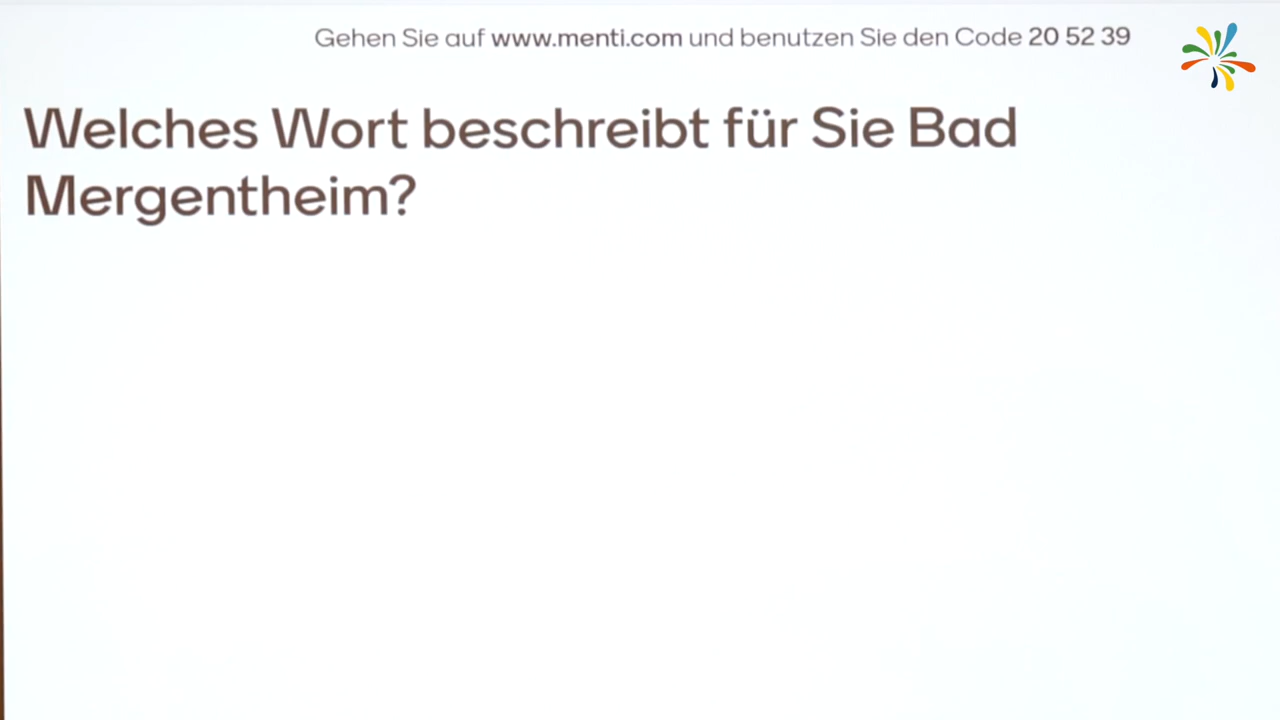 Gehen Sie auf www.menti.com und benutzen Sie den Code 20 52 39
Welches Wort beschreibt für Sie Bad
Mergentheim?